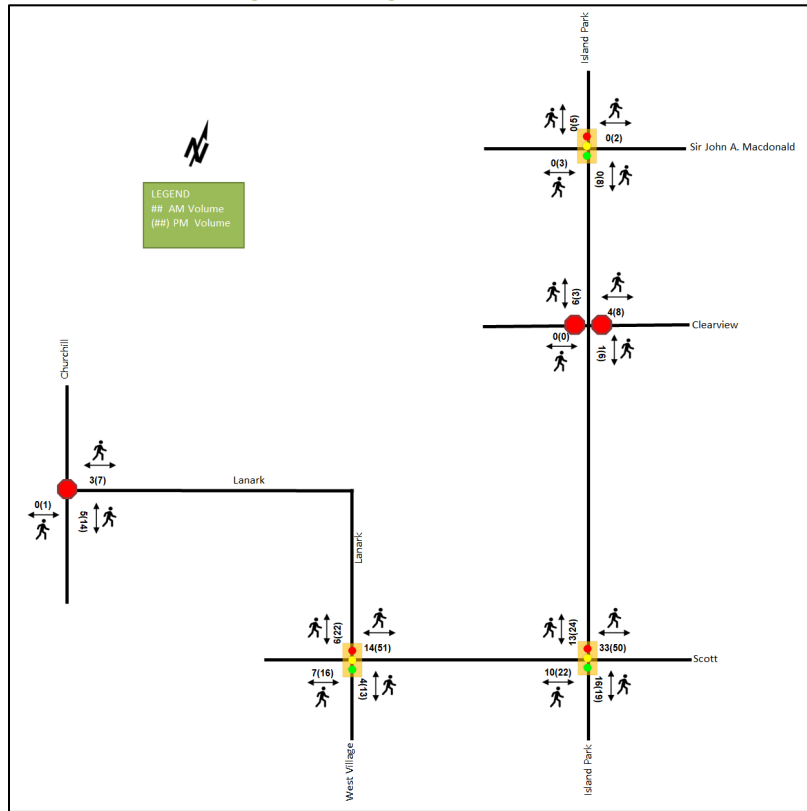 Island Park
0(5)
0(2)
Sir John A. Macdonald
0(3)
0(8)
N
LEGEND
## AM Volume
(##) PM Volume
6(3)
4(8)
Clearview
0(0)
1(6)
Churchill
3(7)
Lanark
0(1)
5(14)
Lanark
6(22)
14(51)
13(24)
33(50)
Scott
7(16)
4(13)
10(22)
16(19)
West Village
Island Park